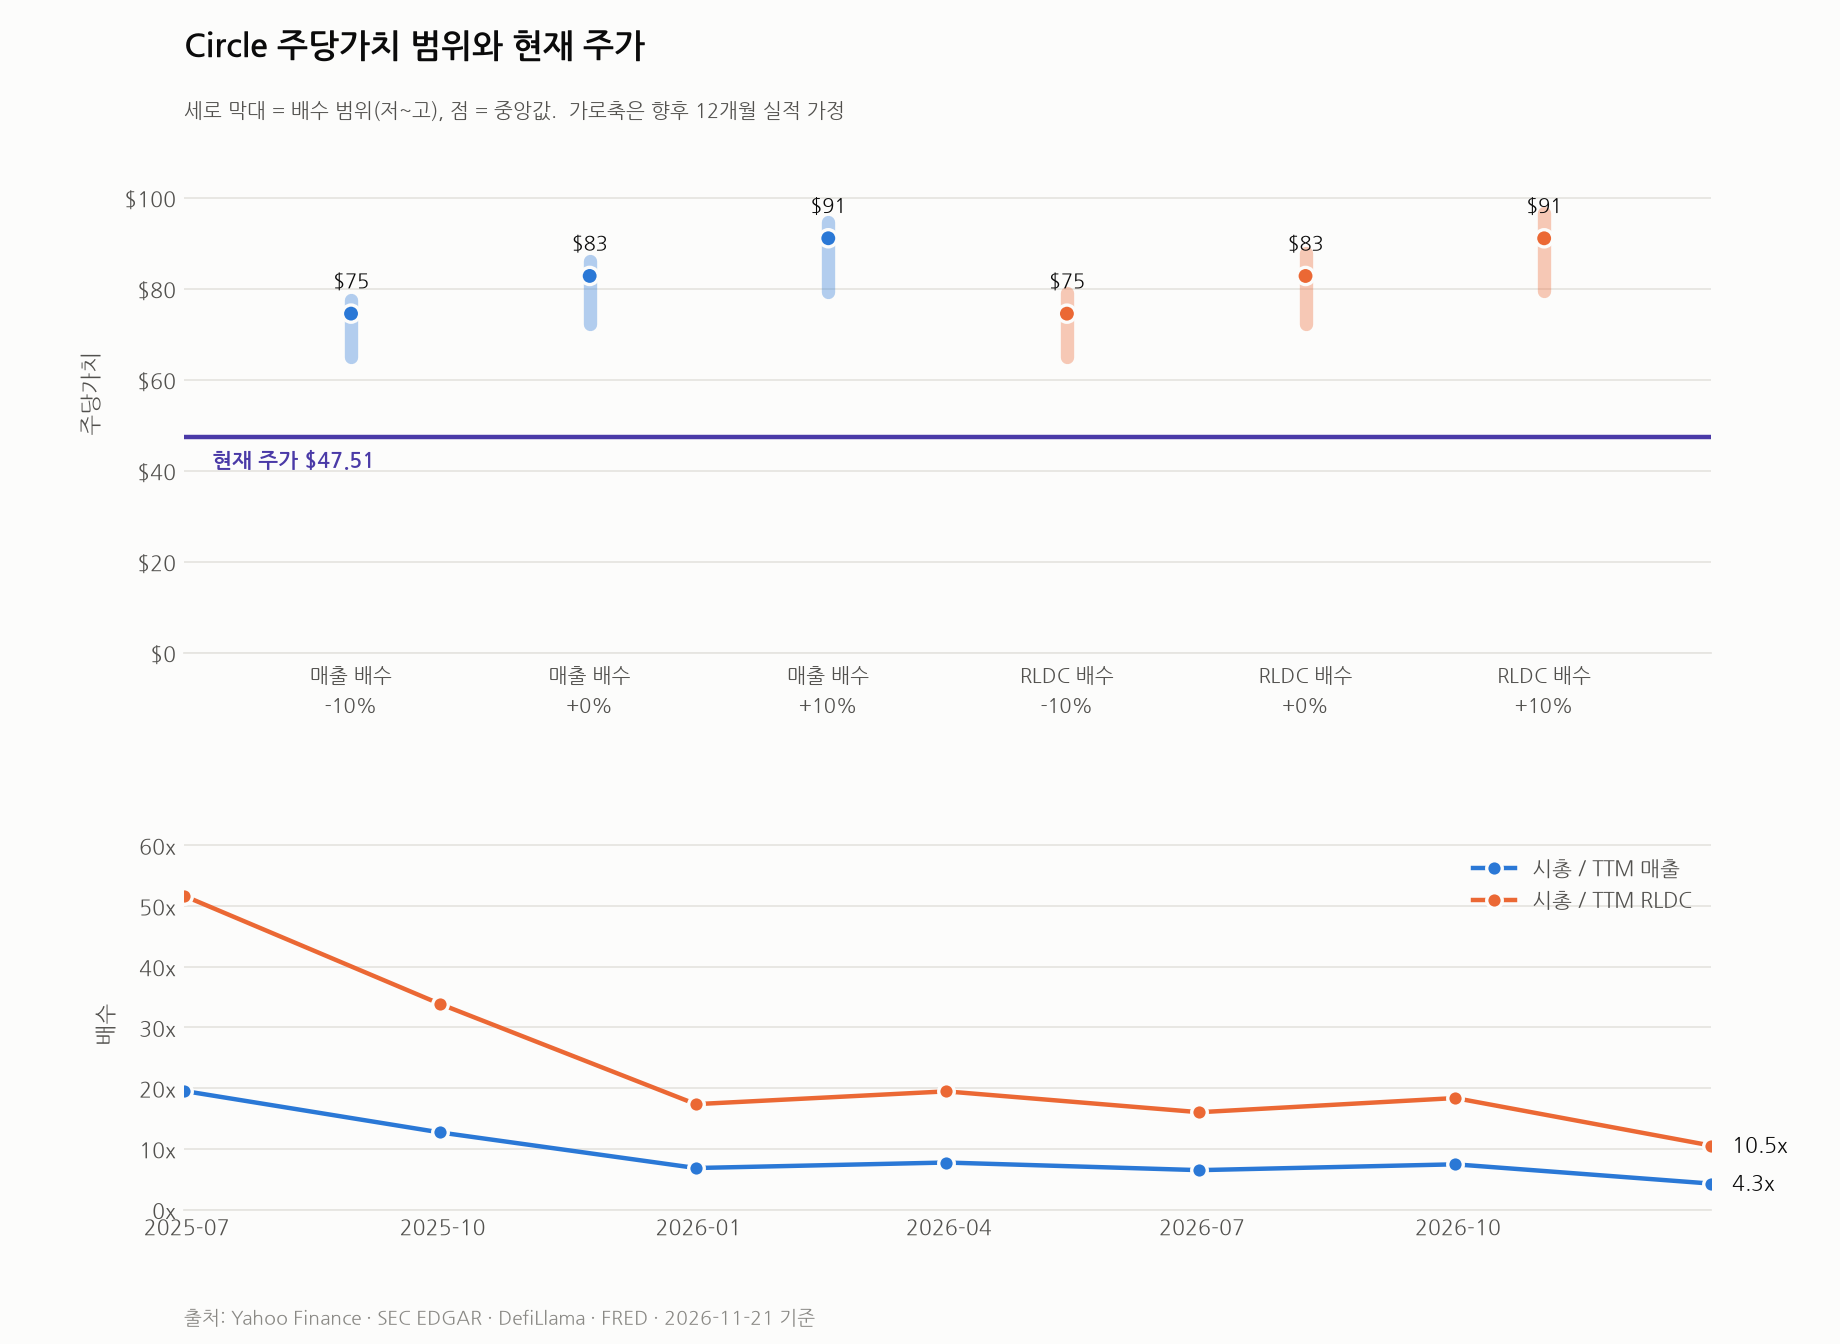 Circle 주당가치 범위와 현재 주가
세로 막대 = 배수 범위(저~고), 점 = 중앙값.  가로축은 향후 12개월 실적 가정
주당가치
$100
$80
$60
$40
$20
$0
$75
$83
$91
$75
$83
$91
현재 주가 $47.51
매출 배수
-10%
매출 배수
+0%
매출 배수
+10%
RLDC 배수
-10%
RLDC 배수
+0%
RLDC 배수
+10%
배수
60x
50x
40x
30x
20x
10x
0x
시총 / TTM 매출
시총 / TTM RLDC
10.5x
4.3x
2025-07
2025-10
2026-01
2026-04
2026-07
2026-10
출처: Yahoo Finance · SEC EDGAR · DefiLlama · FRED · 2026-11-21 기준